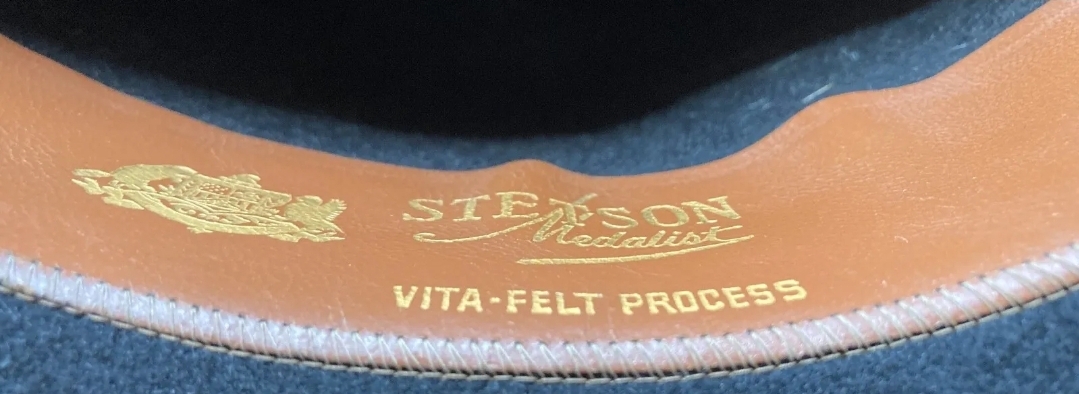 STETSON
Medalist
VITA-FELT PROCESS